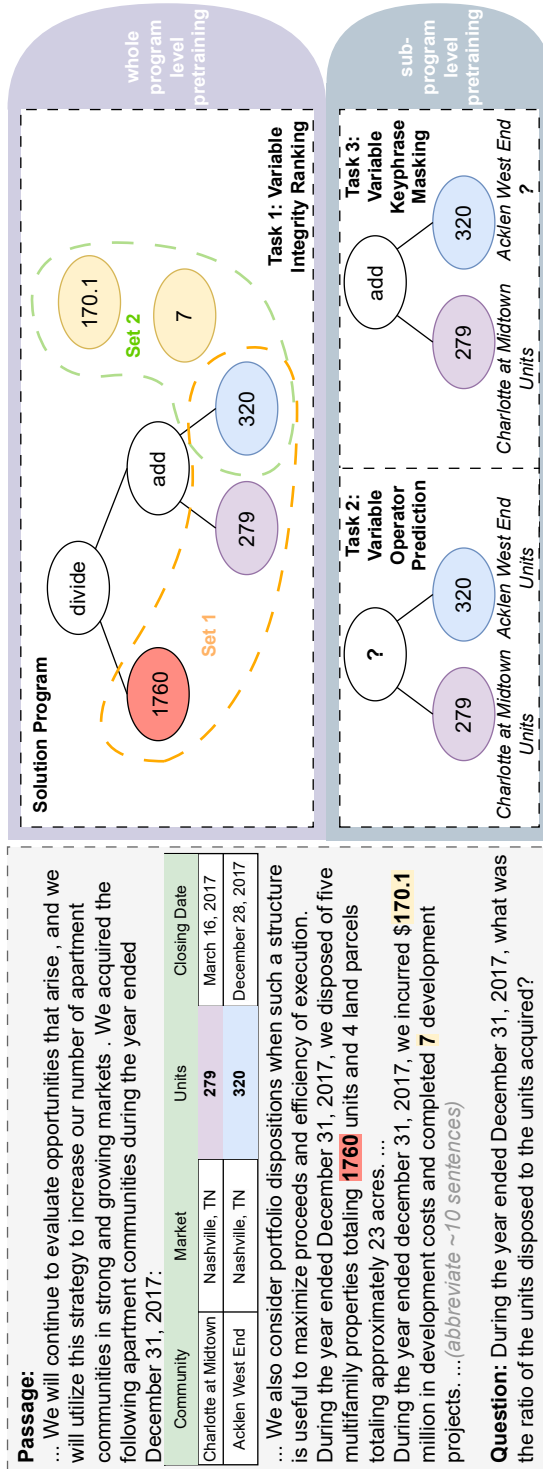 Passage:
... We will continue to evaluate opportunities that arise , and we
will utilize this strategy to increase our number of apartment
communities in strong and growing markets . We acquired the
following apartment communities during the year ended
December 31, 2017:
Community Market Units Closing Date
Charlotte at Midtown Nashville, TN 279 March 16, 2017
Acklen West End Nashville, TN 320 December 28, 2017
... We also consider portfolio dispositions when such a structure
is useful to maximize proceeds and efficiency of execution.
During the year ended December 31, 2017, we disposed of five
multifamily properties totaling 1760 units and 4 land parcels
totaling approximately 23 acres. ...
During the year ended december 31, 2017, we incurred $170.1
million in development costs and completed 7 development
projects. ...(abbreviate ~10 sentences)
Question: During the year ended December 31, 2017, what was
the ratio of the units disposed to the units acquired?
Solution Program
divide
1760
add
279
320
170.1
7
Set 1
Set 2
Task 1: Variable
Integrity Ranking
whole
program
level
pretraining
Task 2: Variable
Operator
Prediction
?
279
320
Charlotte at Midtown
Units
Acklen West End
Units
Task 3:
Variable
Keyphrase
Masking
add
279
320
Charlotte at Midtown
Units
Acklen West End
?
sub-
program
level
pretraining